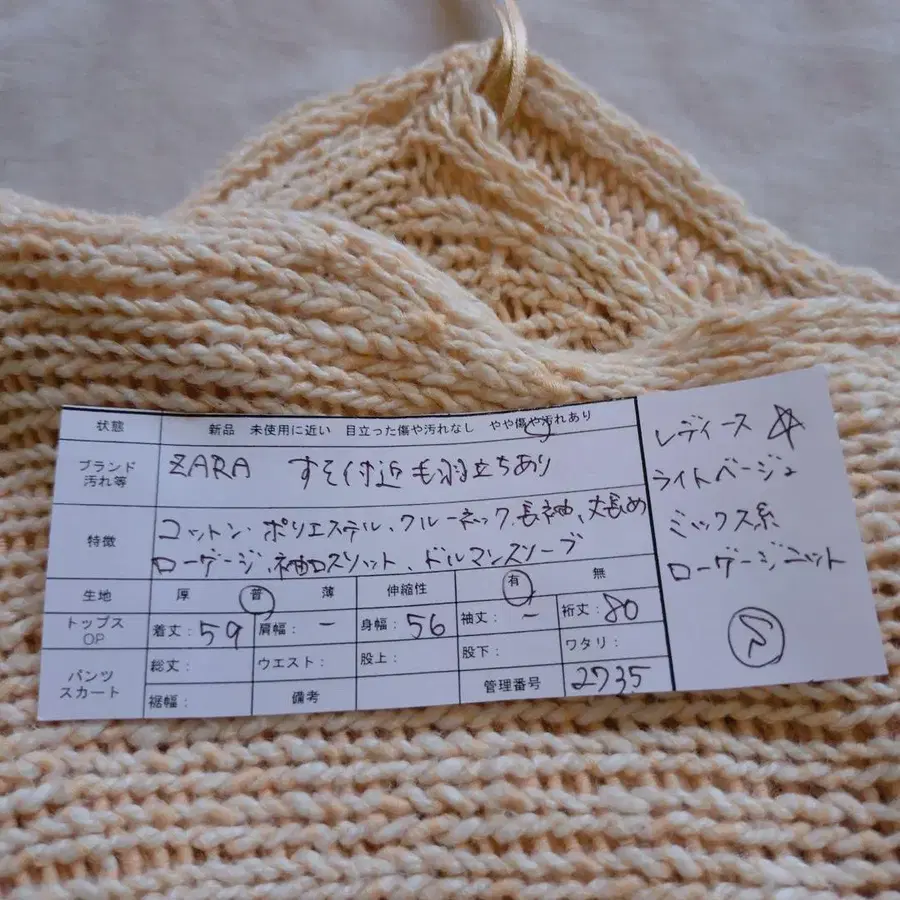 状態 新品 未使用に近い 目立った傷や汚れなし やや傷や汚れあり
ブランド 汚れ等 ZARA すそ付近毛羽立ちあり
特徴 コットン・ポリエステル、クルーネック、長袖、丈長め
ローゲージ、袖口スリット、ドルマンスリーブ
生地 厚 普 薄 伸縮性 有 無
トップス OP 着丈:59 肩幅:ー 身幅:56 袖丈:ー 裄丈:80
パンツ スカート 総丈: ウエスト: 股上: 股下: ワタリ:
裾幅: 備考 管理番号 2735
レディース
ライトベージュ
ミックス系
ローゲージニット